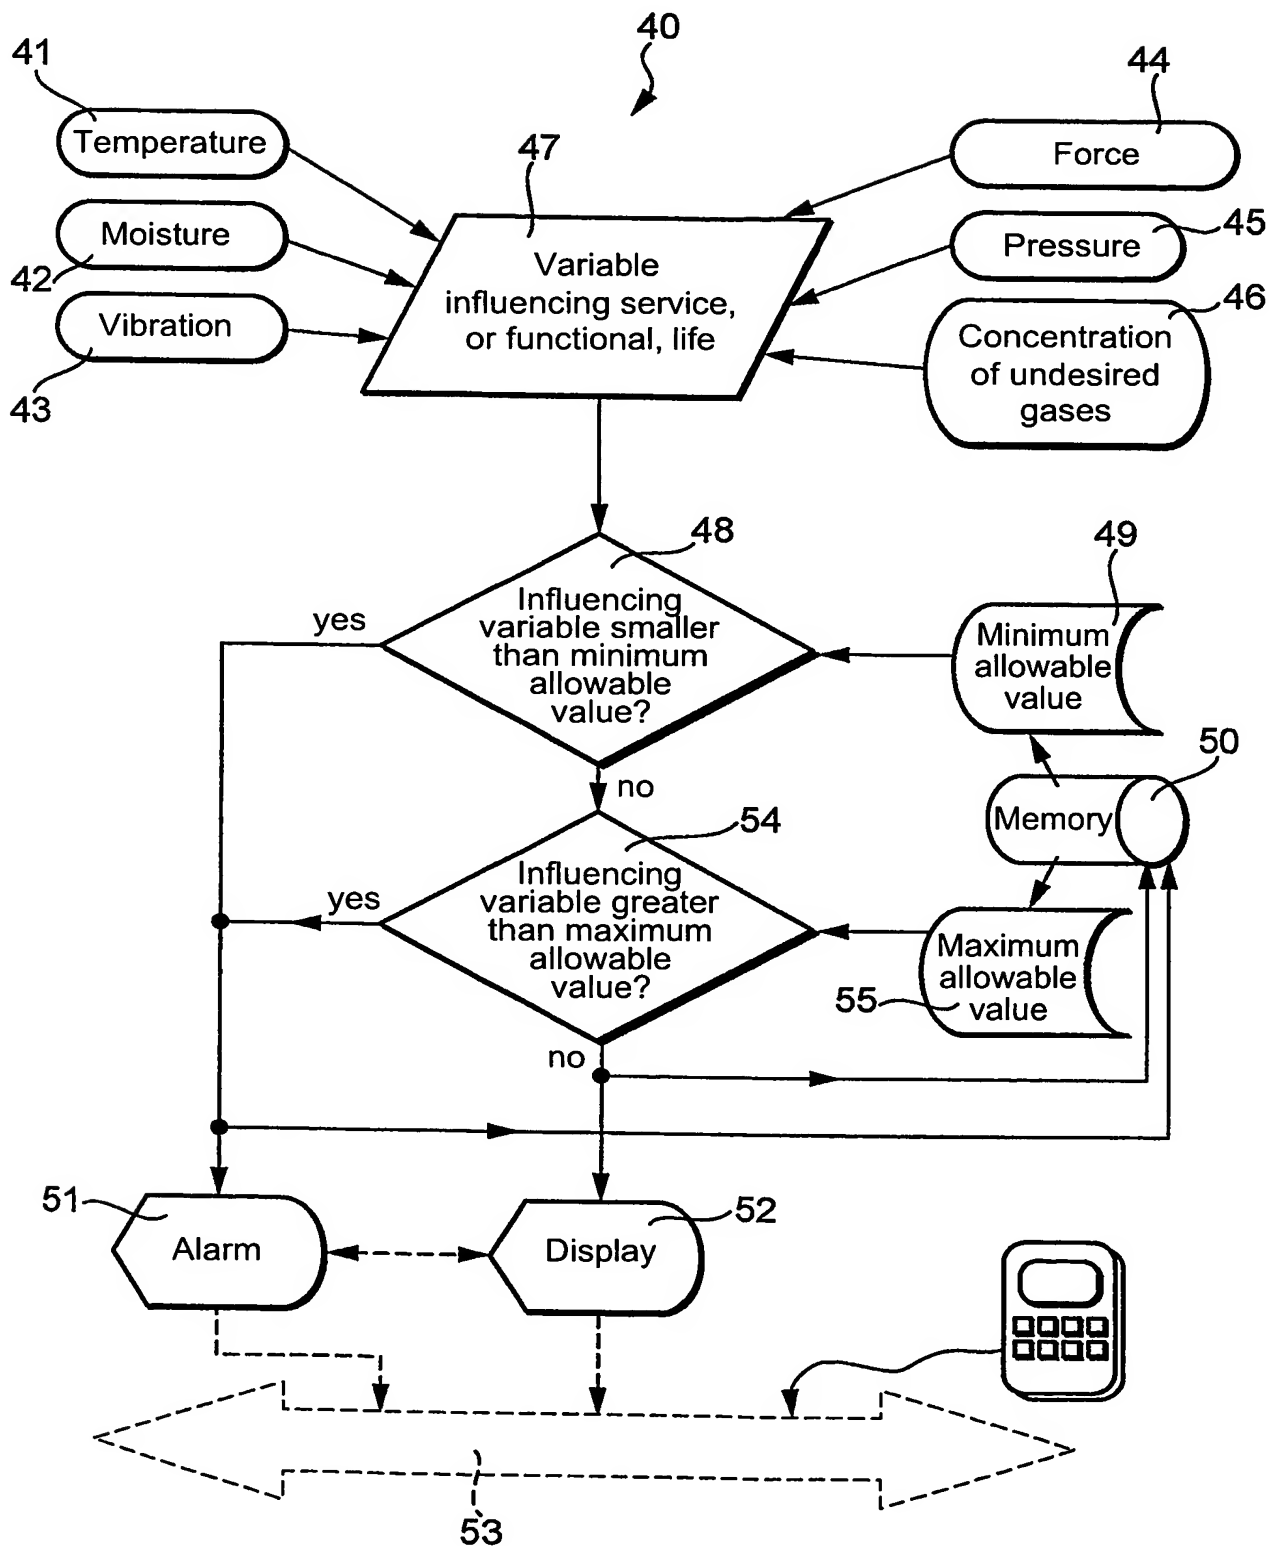 40
41
44
Temperature
47
Force
Moisture
42
Variable
influencing service,
or functional, life
Pressure
45
Vibration
43
46
Concentration
of undesired
gases
48
49
yes
Influencing
variable smaller
than minimum
allowable
value?
Minimum
allowable
value
50
no
Memory
54
yes
Influencing
variable greater
than maximum
allowable
value?
Maximum
allowable
value
55
no
51
Alarm
52
Display
53